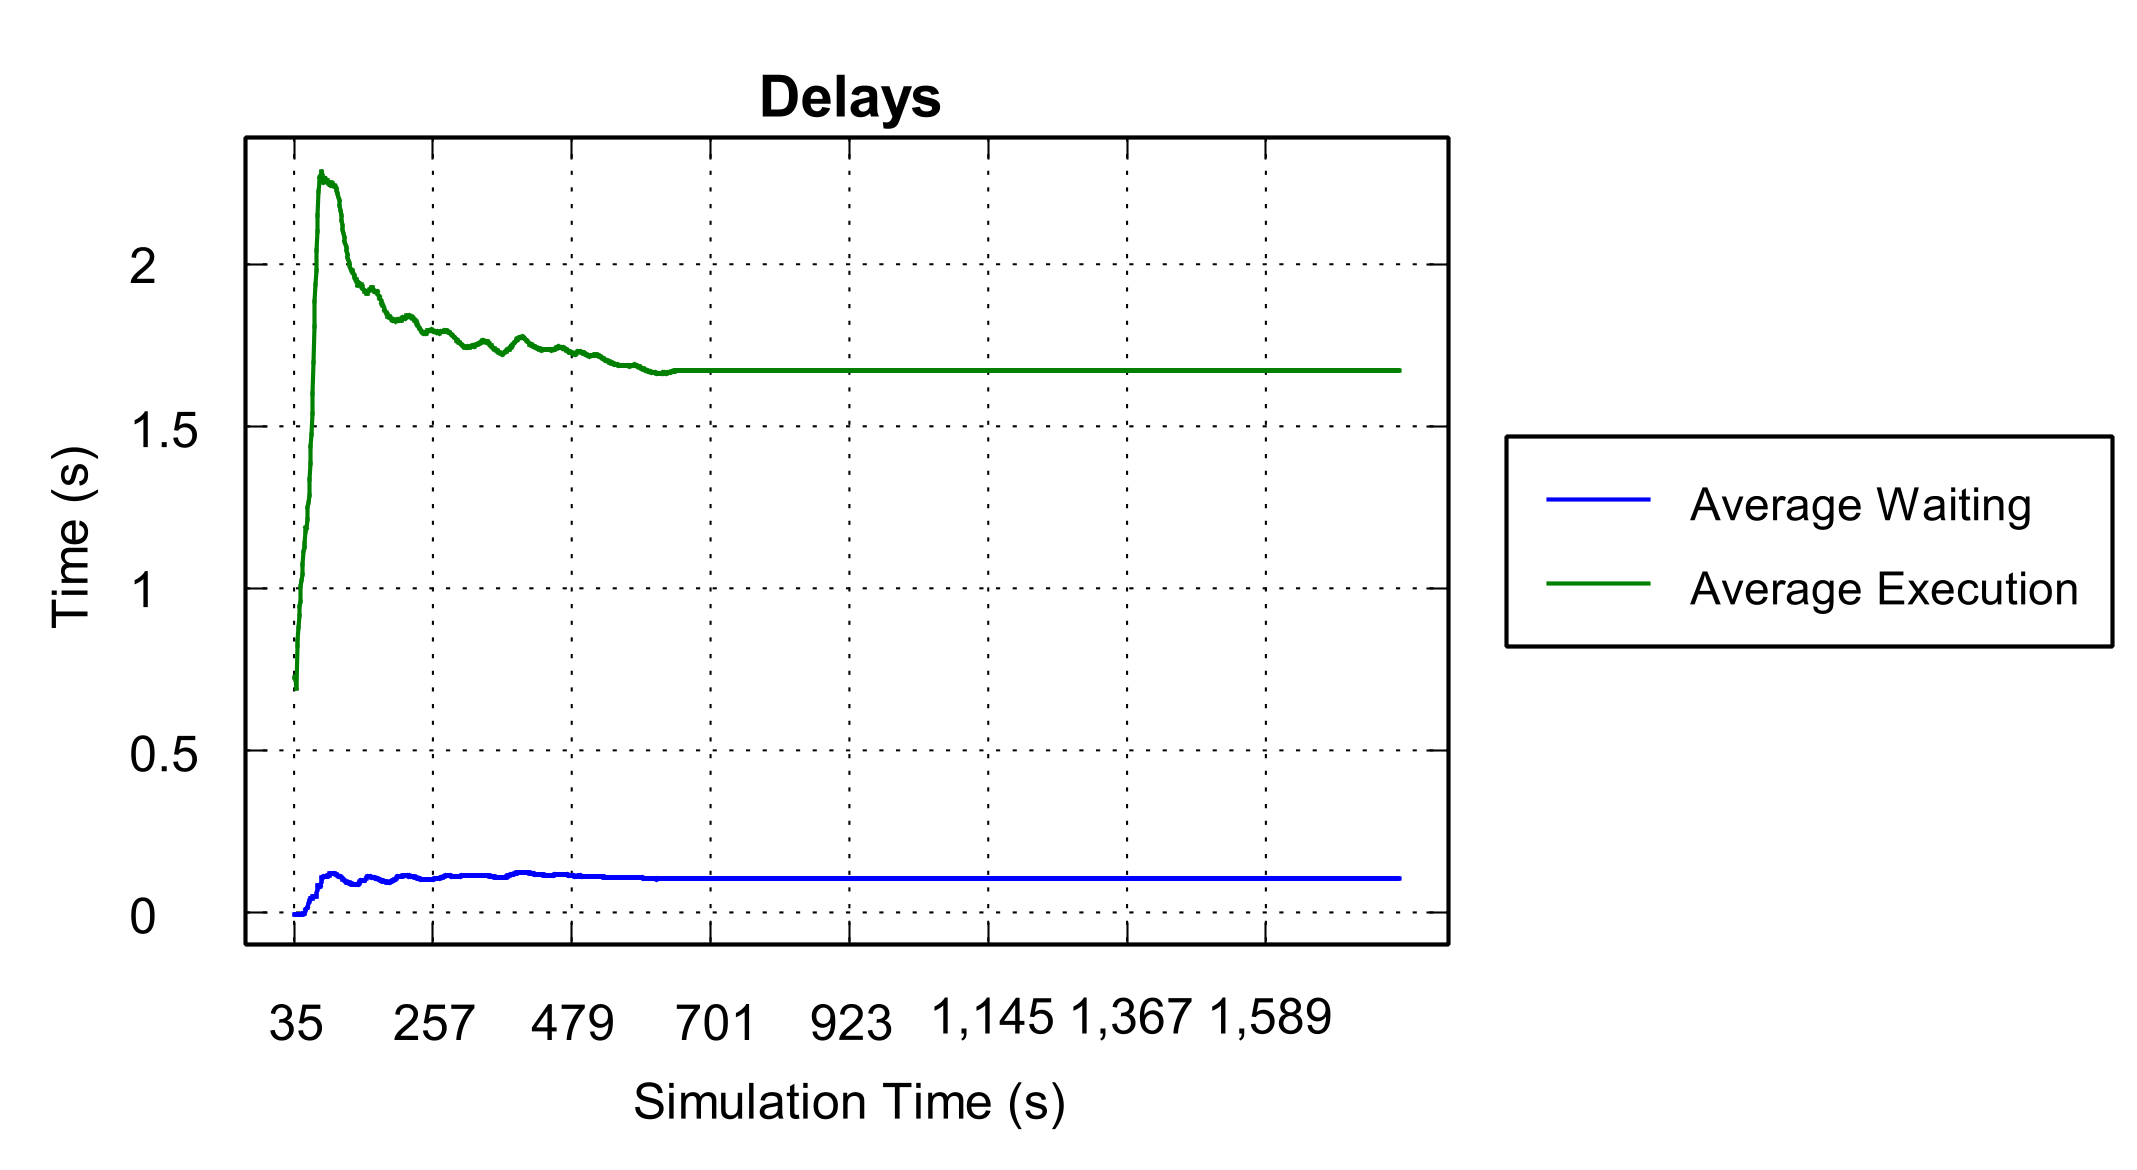 Delays
2
1.5
1
0.5
0
Time (s)
35 257 479 701 923 1,145 1,367 1,589
Simulation Time (s)
Average Waiting
Average Execution